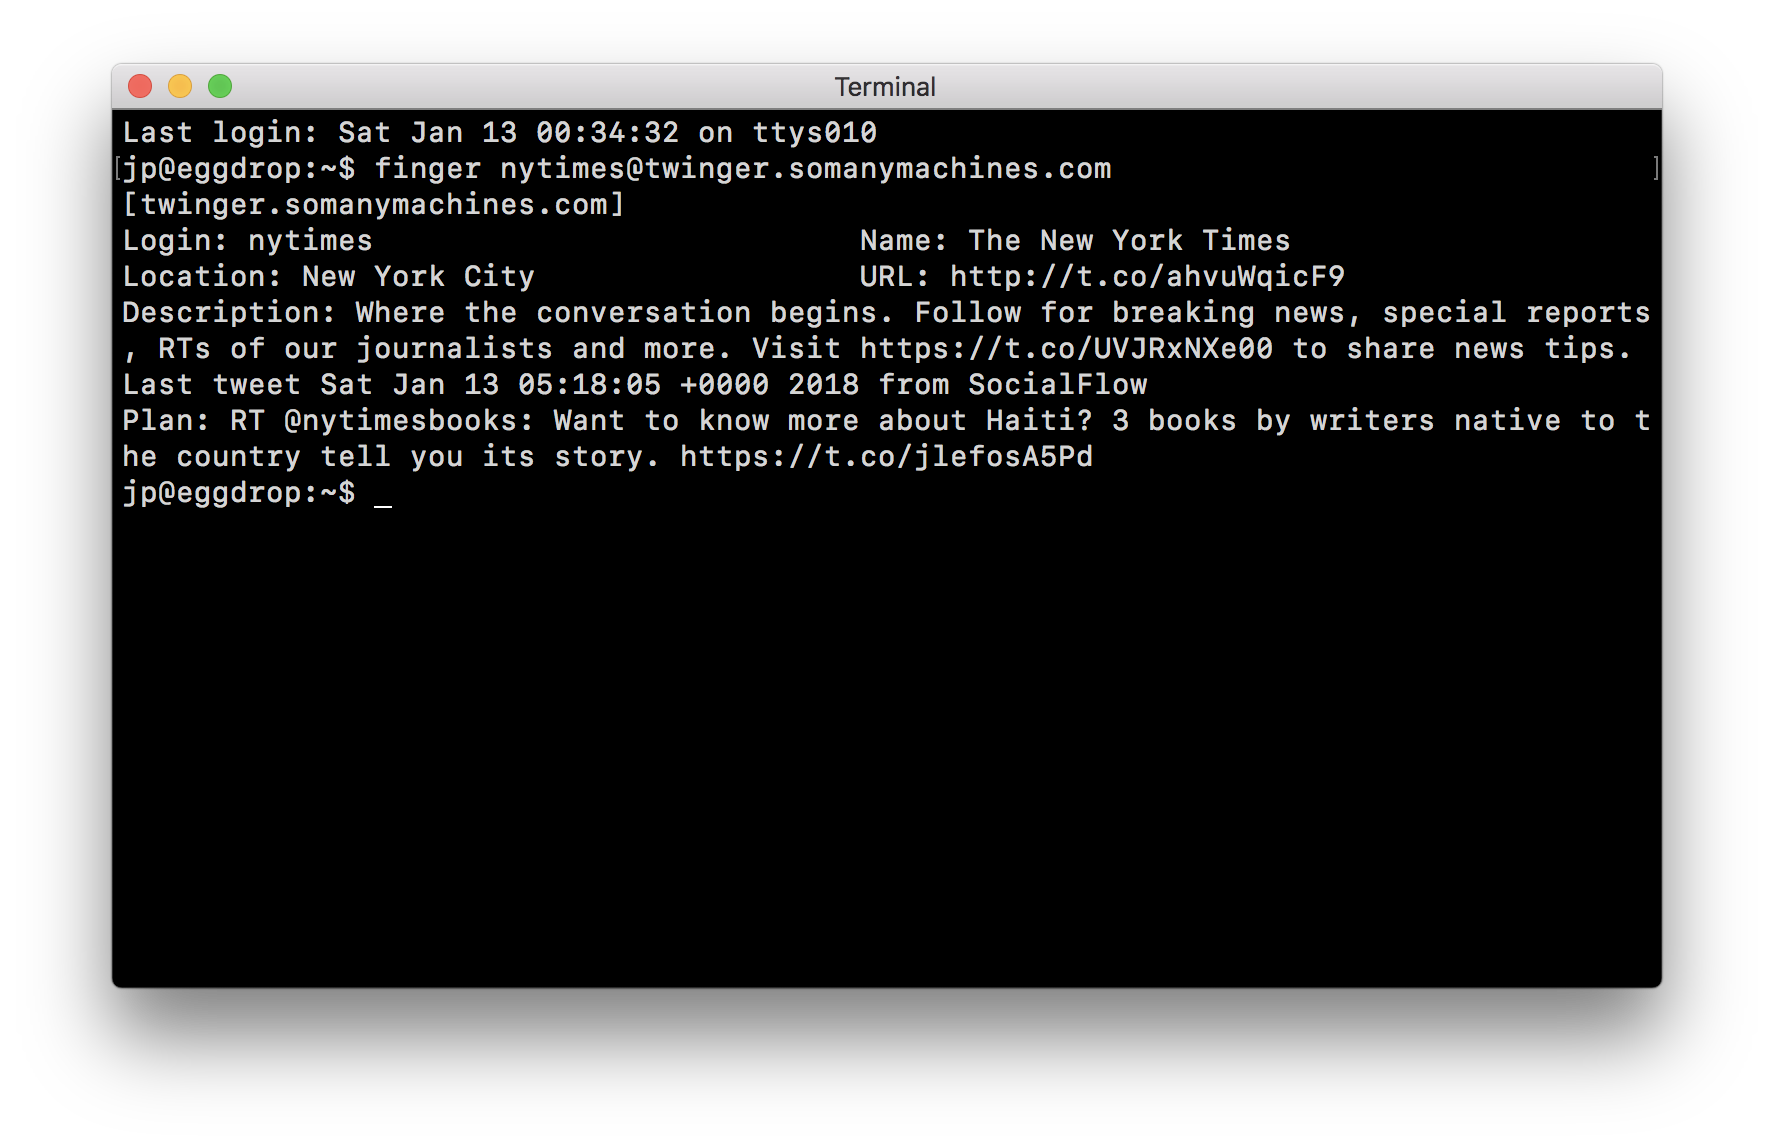 Terminal
Last login: Sat Jan 13 00:34:32 on ttys010
[jp@eggdrop:~$ finger nytimes@twinger.somanymachines.com ]
[twinger.somanymachines.com]
Login: nytimes Name: The New York Times
Location: New York City URL: http://t.co/ahvuWqicF9
Description: Where the conversation begins. Follow for breaking news, special reports
, RTs of our journalists and more. Visit https://t.co/UVJRxNXe00 to share news tips.
Last tweet Sat Jan 13 05:18:05 +0000 2018 from SocialFlow
Plan: RT @nytimesbooks: Want to know more about Haiti? 3 books by writers native to t
he country tell you its story. https://t.co/jlefosA5Pd
jp@eggdrop:~$ _